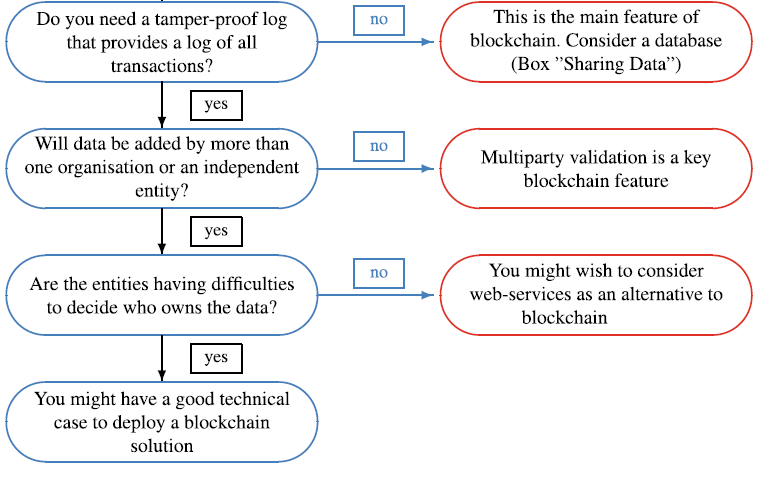 Do you need a tamper-proof log
that provides a log of all
transactions?
no
This is the main feature of
blockchain. Consider a database
(Box ”Sharing Data”)
yes
Will data be added by more than
one organisation or an independent
entity?
no
Multiparty validation is a key
blockchain feature
yes
Are the entities having difficulties
to decide who owns the data?
no
You might wish to consider
web-services as an alternative to
blockchain
yes
You might have a good technical
case to deploy a blockchain
solution